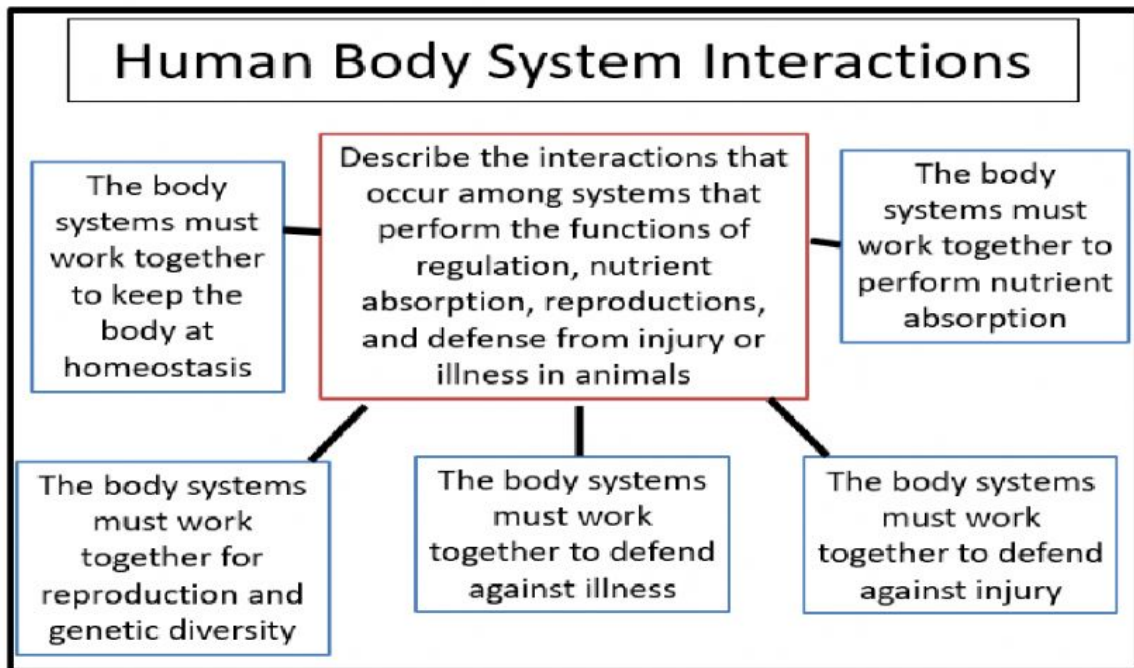 Human Body System Interactions
The body
systems must
work together
to keep the
body at
homeostasis
Describe the interactions that
occur among systems that
perform the functions of
regulation, nutrient
absorption, reproductions,
and defense from injury or
illness in animals
The body
systems must
work together to
perform nutrient
absorption
The body systems
must work
together for
reproduction and
genetic diversity
The body systems
must work
together to defend
against illness
The body systems
must work
together to defend
against injury